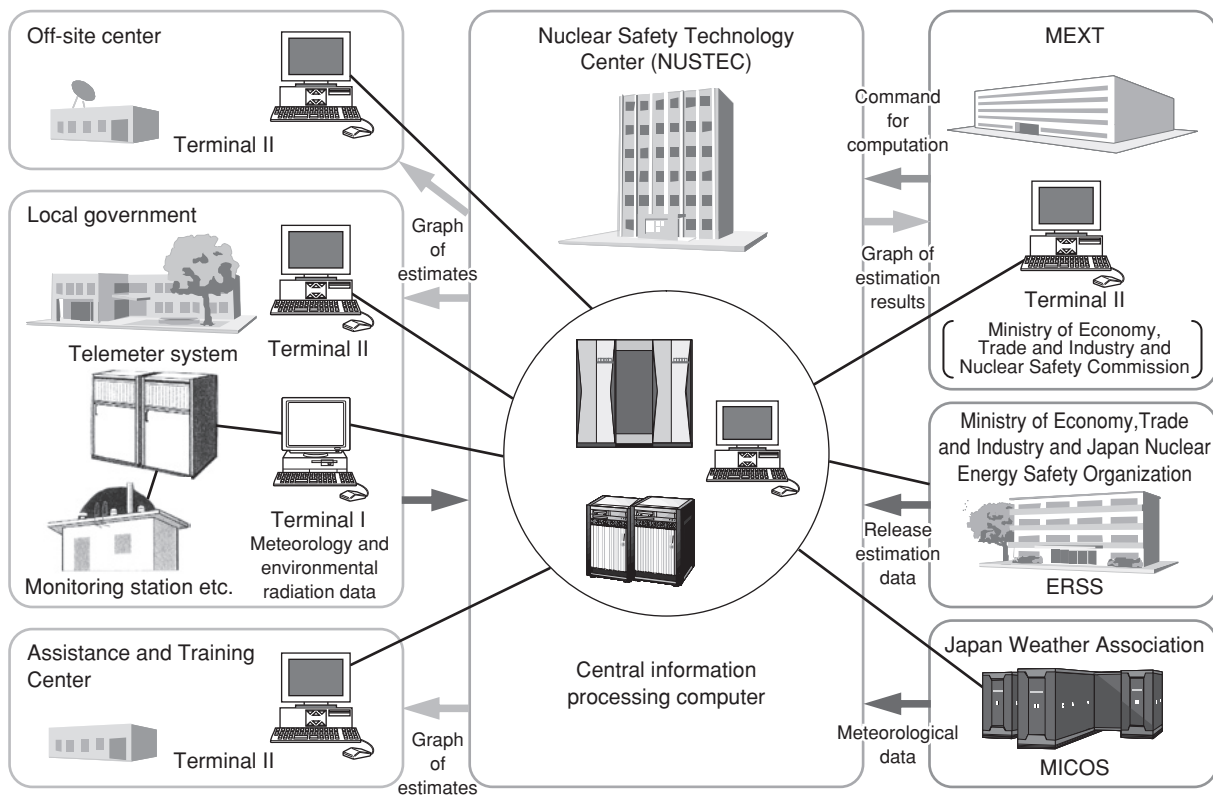 Off-site center
Terminal II
Local government
Terminal II
Telemeter system
Terminal I
Meteorology and
environmental
radiation data
Monitoring station etc.
Assistance and Training
Center
Terminal II
Graph
of
estimates
Graph
of
estimates
Nuclear Safety Technology
Center (NUSTEC)
Central information
processing computer
Command
for
computation
Graph of
estimation
results
Release
estimation
data
Meteorological
data
MEXT
Terminal II
Ministry of Economy,
Trade and Industry and
Nuclear Safety Commission
Ministry of Economy,Trade
and Industry and Japan Nuclear
Energy Safety Organization
ERSS
Japan Weather Association
MICOS